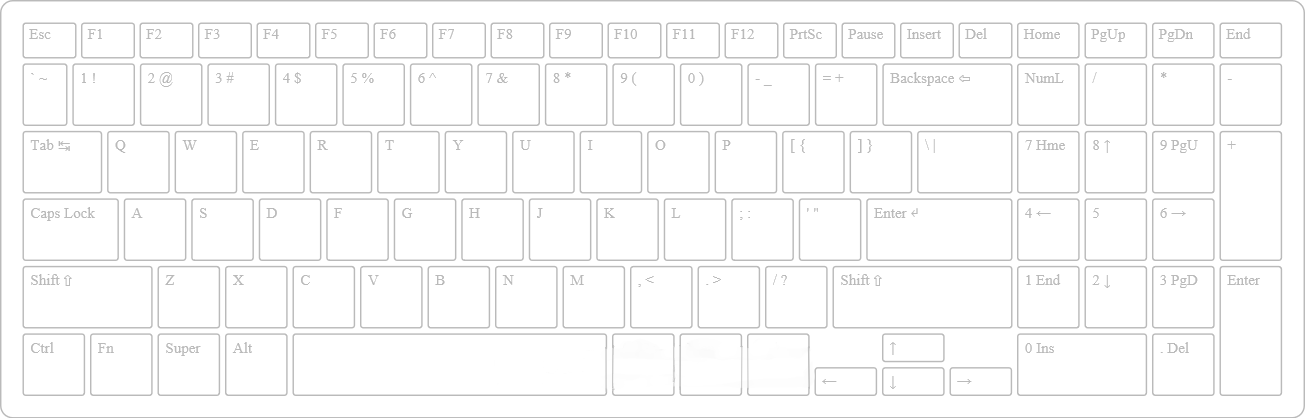 Esc F1 F2 F3 F4 F5 F6 F7 F8 F9 F10 F11 F12 PrtSc Pause Insert Del Home PgUp PgDn End
` ~ 1 ! 2 @ 3 # 4 $ 5 % 6 ^ 7 & 8 * 9 ( 0 ) - _ = + Backspace ⇦ NumL / * -
Tab ↹ Q W E R T Y U I O P [ { ] } \ | 7 Hme 8 ↑ 9 PgU +
Caps Lock A S D F G H J K L ; : ' " Enter ↵ 4 ← 5 6 →
Shift ⇧ Z X C V B N M , < . > / ? Shift ⇧ 1 End 2 ↓ 3 PgD Enter
Ctrl Fn Super Alt ↑ 0 Ins . Del
← ↓ →